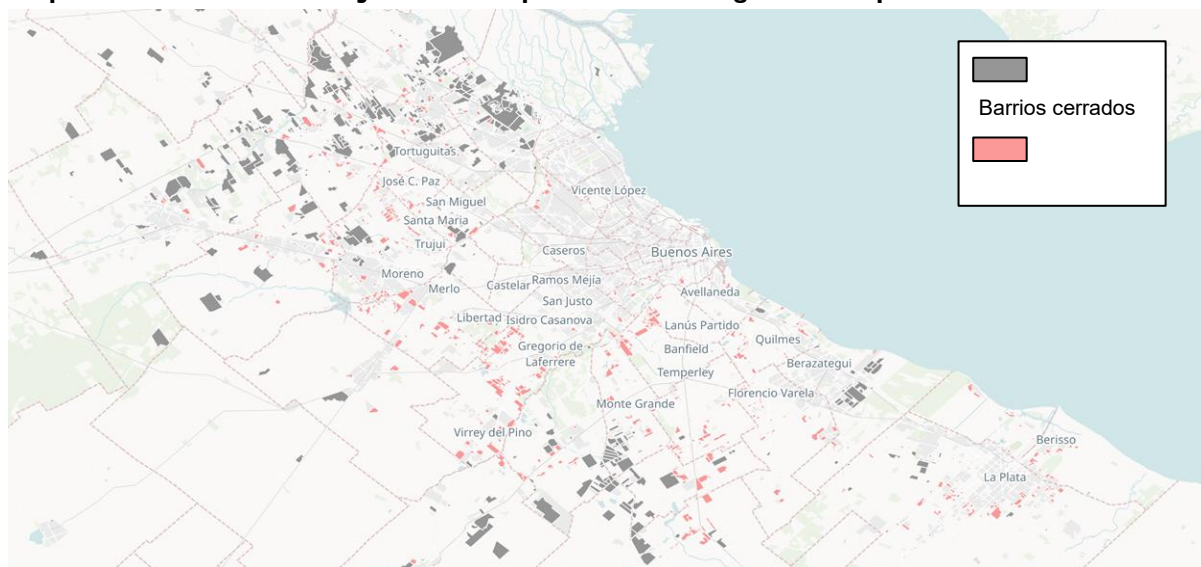 Barrios cerrados
Tortuguitas
José C. Paz
Vicente López
San Miguel
Santa Maria
Trujui
Caseros
Buenos Aires
Moreno
Merlo
Castelar
Ramos Mejía
Avellaneda
San Justo
Libertad
Isidro Casanova
Lanús Partido
Quilmes
Gregorio de
Laferrere
Banfield
Berazategui
Temperley
Florencio Varela
Monte Grande
Virrey del Pino
Berisso
La Plata